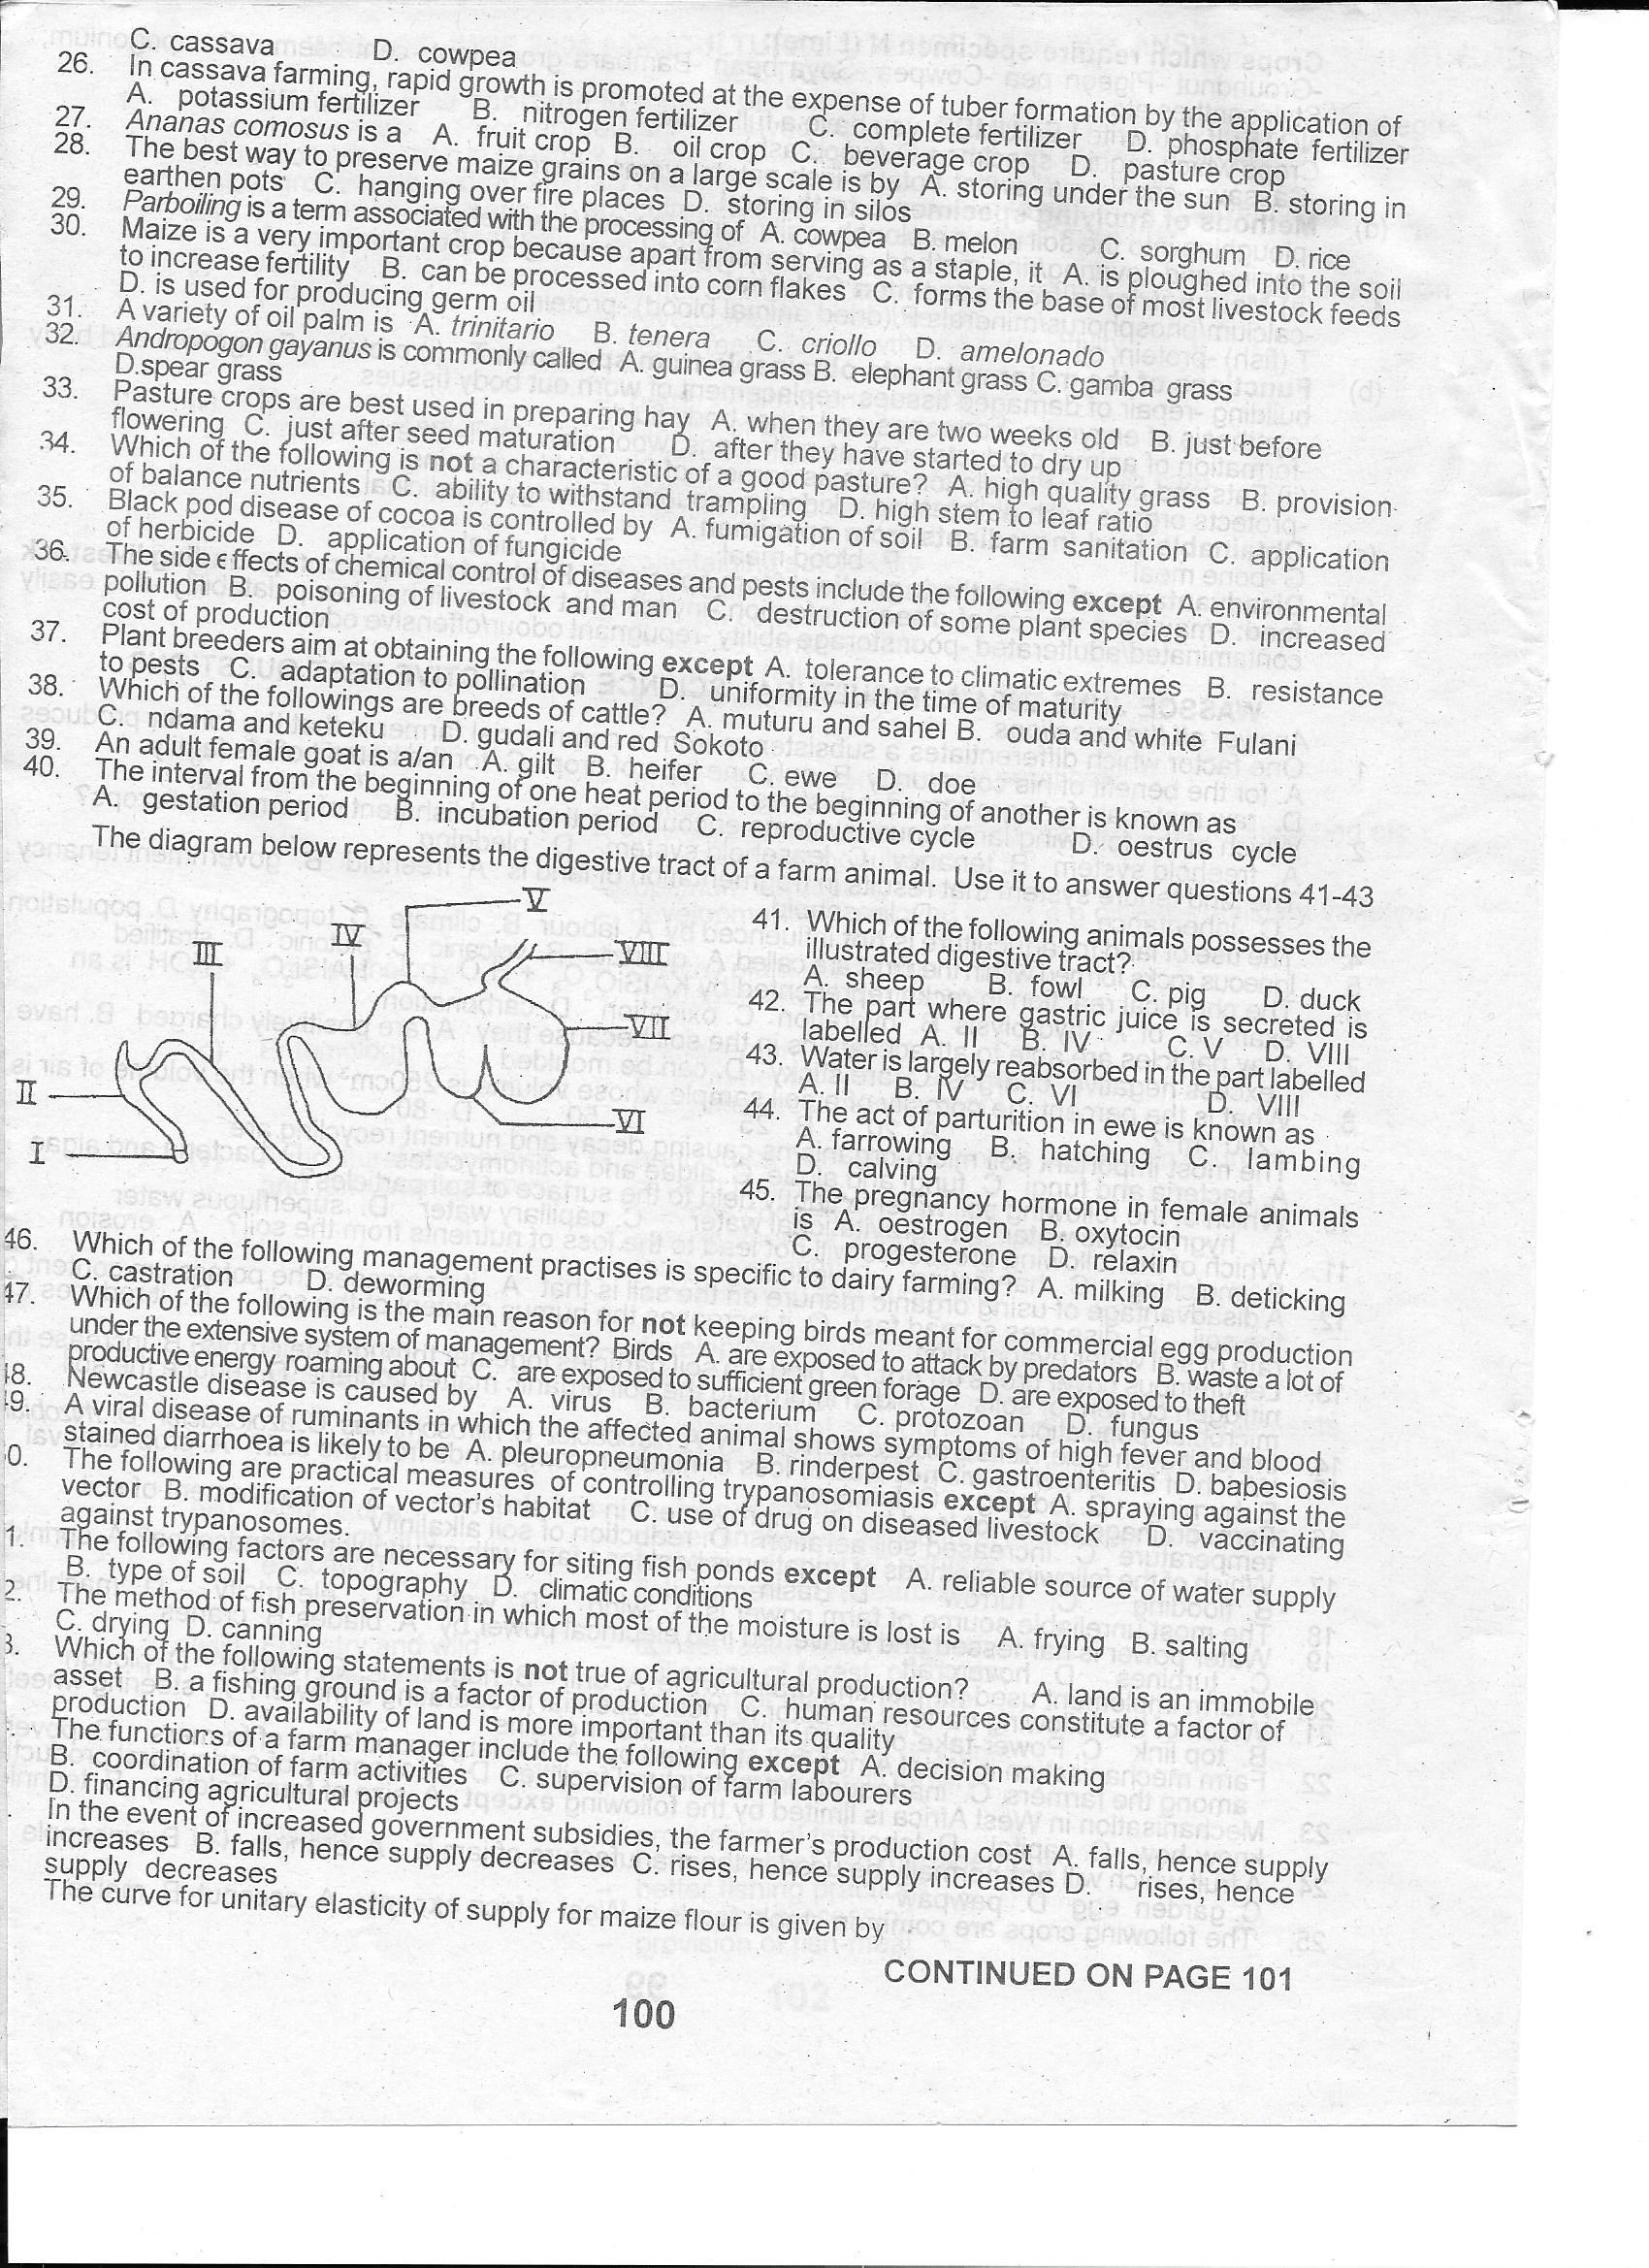 C. cassava D. cowpea
26. In cassava farming, rapid growth is promoted at the expense of tuber formation by the application of
A. potassium fertilizer B. nitrogen fertilizer C. complete fertilizer D. phosphate fertilizer
27. Ananas comosus is a A. fruit crop B. oil crop C. beverage crop D. pasture crop
28. The best way to preserve maize grains on a large scale is by A. storing under the sun B. storing in
earthen pots C. hanging over fire places D. storing in silos
29. Parboiling is a term associated with the processing of A. cowpea B. melon C. sorghum D. rice
30. Maize is a very important crop because apart from serving as a staple, it A. is ploughed into the soil
to increase fertility B. can be processed into corn flakes C. forms the base of most livestock feeds
D. is used for producing germ oil
31. A variety of oil palm is A. trinitario B. tenera C. criollo D. amelonado
32. Andropogon gayanus is commonly called A. guinea grass B. elephant grass C. gamba grass
D.spear grass
33. Pasture crops are best used in preparing hay A. when they are two weeks old B. just before
flowering C. just after seed maturation D. after they have started to dry up
34. Which of the following is not a characteristic of a good pasture? A. high quality grass B. provision
of balance nutrients C. ability to withstand trampling D. high stem to leaf ratio
35. Black pod disease of cocoa is controlled by A. fumigation of soil B. farm sanitation C. application
of herbicide D. application of fungicide
36. The side effects of chemical control of diseases and pests include the following except A. environmental
pollution B. poisoning of livestock and man C. destruction of some plant species D. increased
cost of production
37. Plant breeders aim at obtaining the following except A. tolerance to climatic extremes B. resistance
to pests C. adaptation to pollination D. uniformity in the time of maturity
38. Which of the followings are breeds of cattle? A. muturu and sahel B. ouda and white Fulani
C. ndama and keteku D. gudali and red Sokoto
39. An adult female goat is a/an A. gilt B. heifer C. ewe D. doe
40. The interval from the beginning of one heat period to the beginning of another is known as
A. gestation period B. incubation period C. reproductive cycle D. oestrus cycle
The diagram below represents the digestive tract of a farm animal. Use it to answer questions 41-43
V
IV
III
VIII
VII
II
VI
I
41. Which of the following animals possesses the
illustrated digestive tract?
A. sheep B. fowl C. pig D. duck
42. The part where gastric juice is secreted is
labelled A. II B. IV C. V D. VIII
43. Water is largely reabsorbed in the part labelled
A. II B. IV C. VI D. VIII
44. The act of parturition in ewe is known as
A. farrowing B. hatching C. lambing
D. calving
45. The pregnancy hormone in female animals
is A. oestrogen B. oxytocin
C. progesterone D. relaxin
46. Which of the following management practises is specific to dairy farming? A. milking B. deticking
C. castration D. deworming
47. Which of the following is the main reason for not keeping birds meant for commercial egg production
under the extensive system of management? Birds A. are exposed to attack by predators B. waste a lot of
productive energy roaming about C. are exposed to sufficient green forage D. are exposed to theft
8. Newcastle disease is caused by A. virus B. bacterium C. protozoan D. fungus
9. A viral disease of ruminants in which the affected animal shows symptoms of high fever and blood
stained diarrhoea is likely to be A. pleuropneumonia B. rinderpest C. gastroenteritis D. babesiosis
0. The following are practical measures of controlling trypanosomiasis except A. spraying against the
vector B. modification of vector's habitat C. use of drug on diseased livestock D. vaccinating
against trypanosomes.
1. The following factors are necessary for siting fish ponds except A. reliable source of water supply
B. type of soil C. topography D. climatic conditions
2. The method of fish preservation in which most of the moisture is lost is A. frying B. salting
C. drying D. canning
3. Which of the following statements is not true of agricultural production? A. land is an immobile
asset B. a fishing ground is a factor of production C. human resources constitute a factor of
production D. availability of land is more important than its quality
The functions of a farm manager include the following except A. decision making
B. coordination of farm activities C. supervision of farm labourers
D. financing agricultural projects
In the event of increased government subsidies, the farmer's production cost A. falls, hence supply
increases B. falls, hence supply decreases C. rises, hence supply increases D. rises, hence
supply decreases
The curve for unitary elasticity of supply for maize flour is given by
CONTINUED ON PAGE 101
100